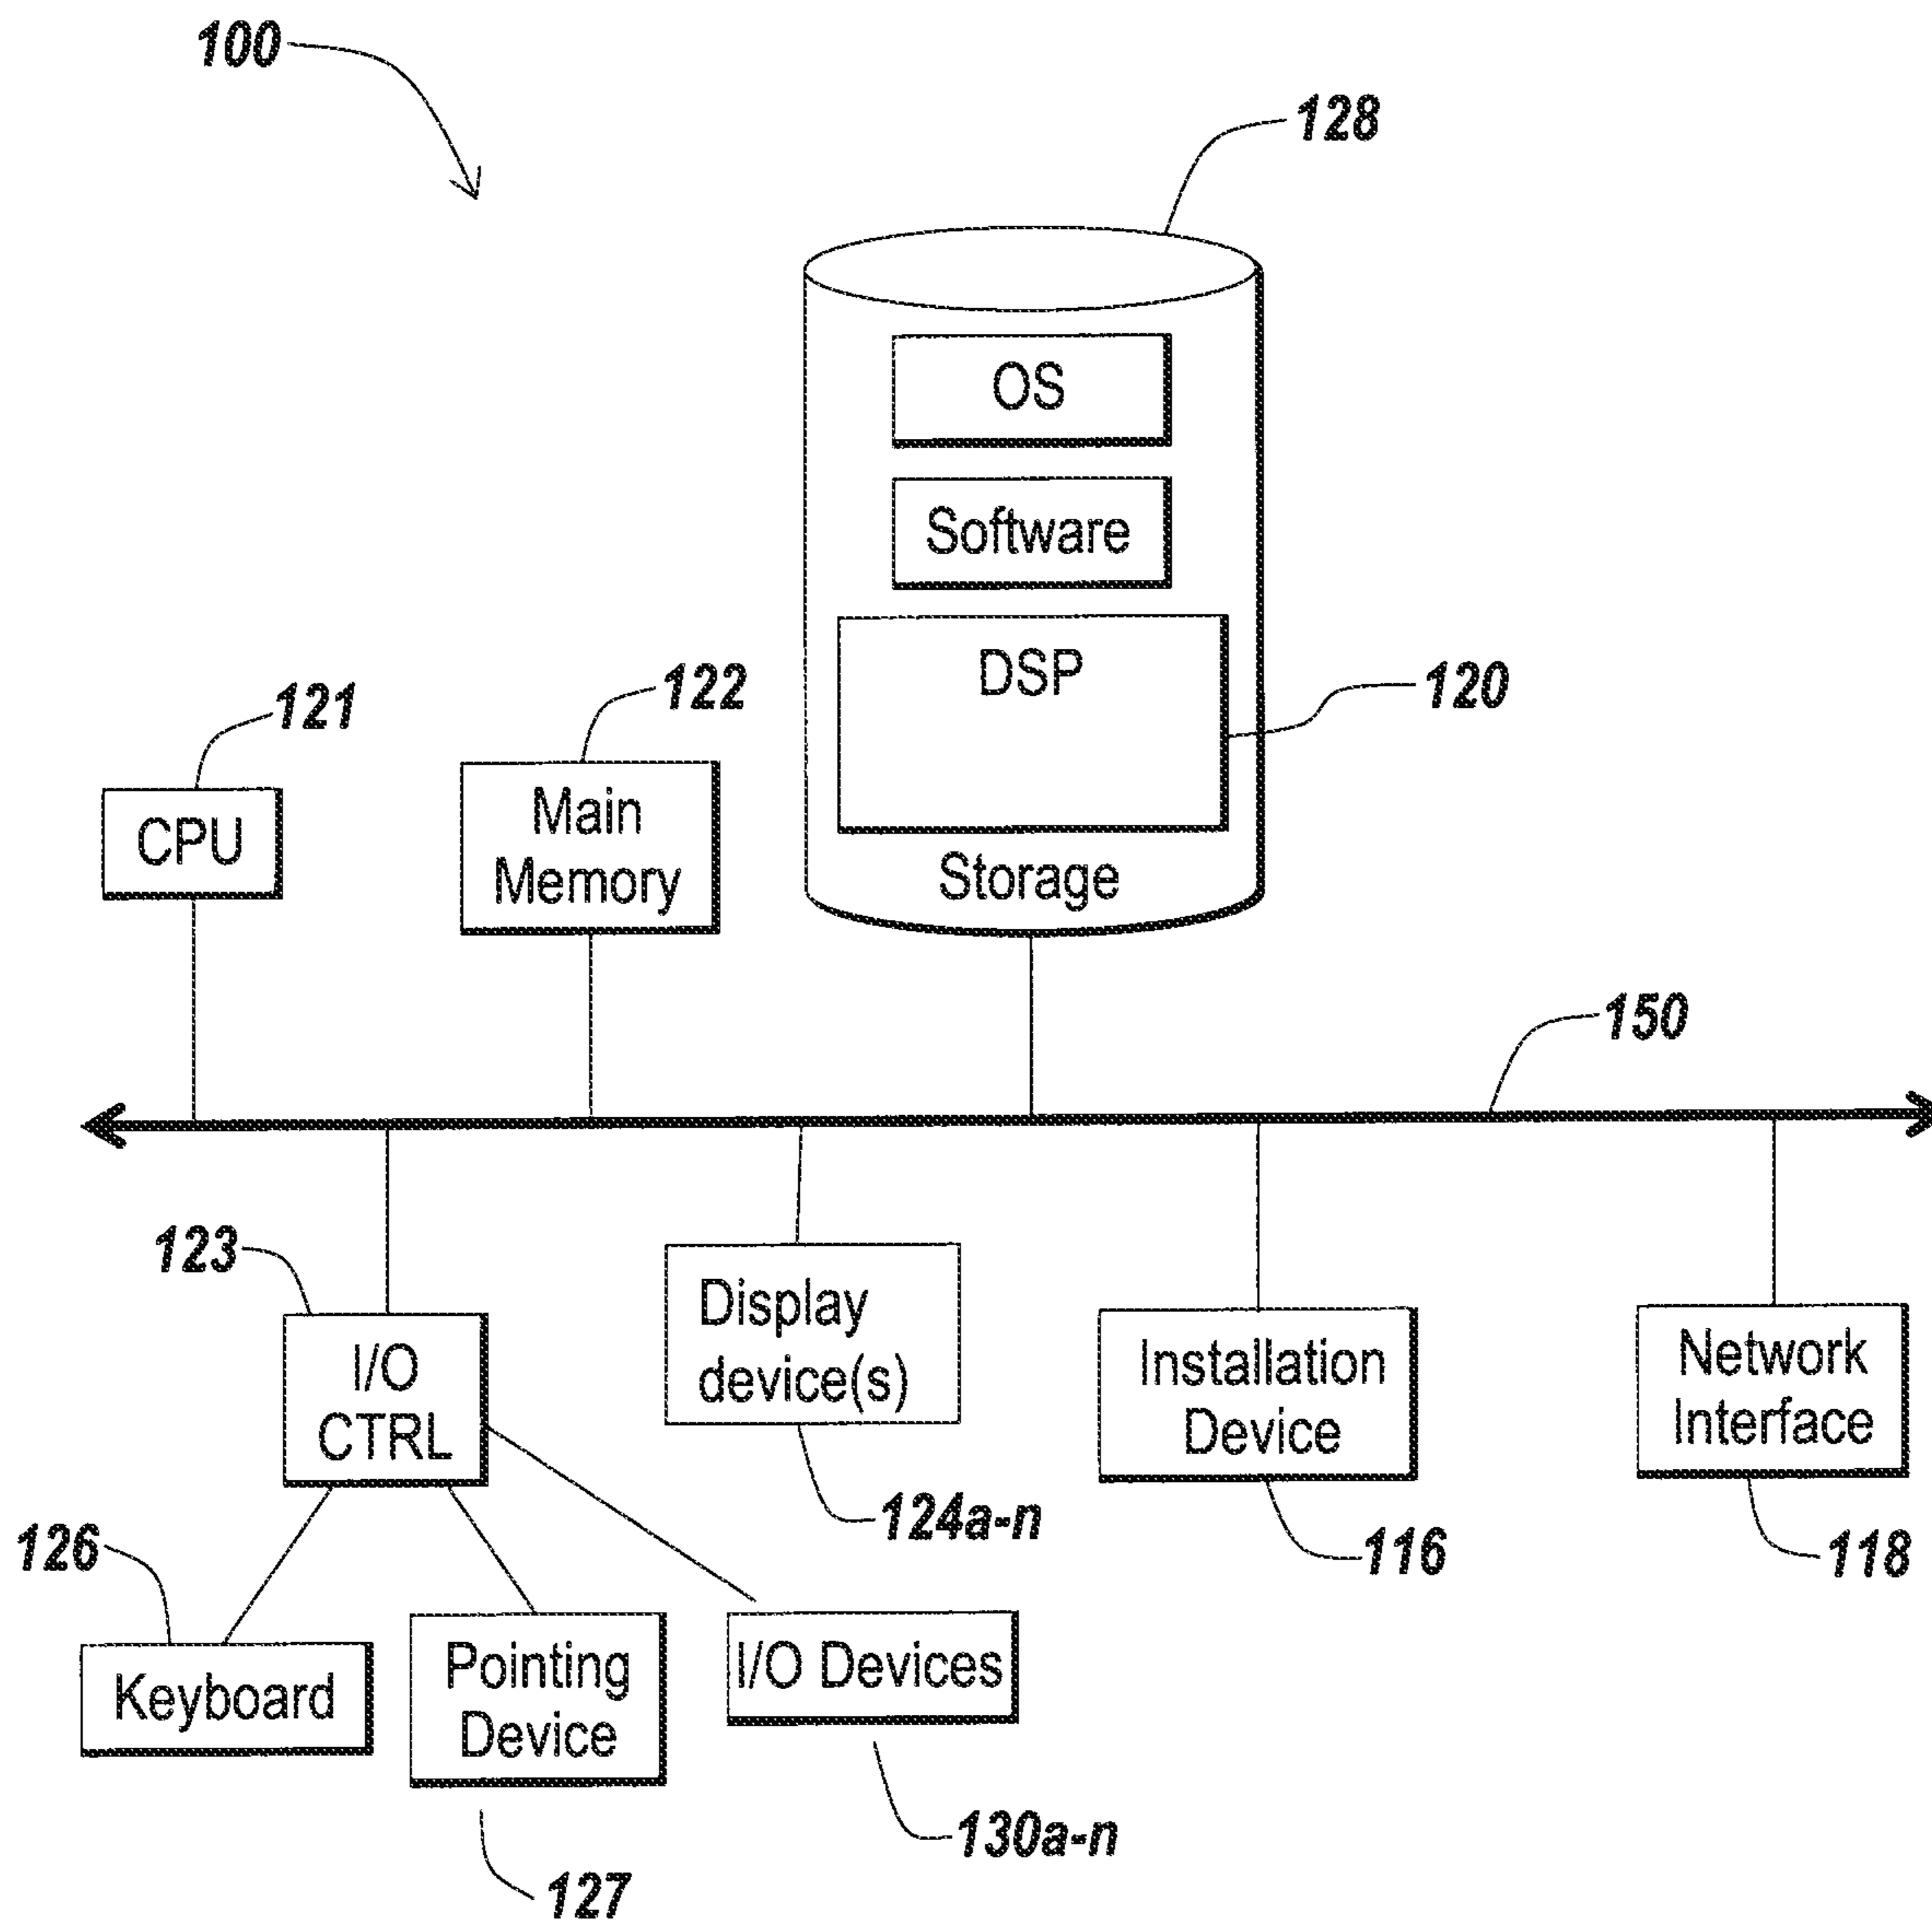 100
128
OS
Software
DSP
120
Storage
121
CPU
122
Main
Memory
150
123
I/O
CTRL
Display
device(s)
124a-n
Installation
Device
116
Network
Interface
118
126
Keyboard
Pointing
Device
127
I/O Devices
130a-n